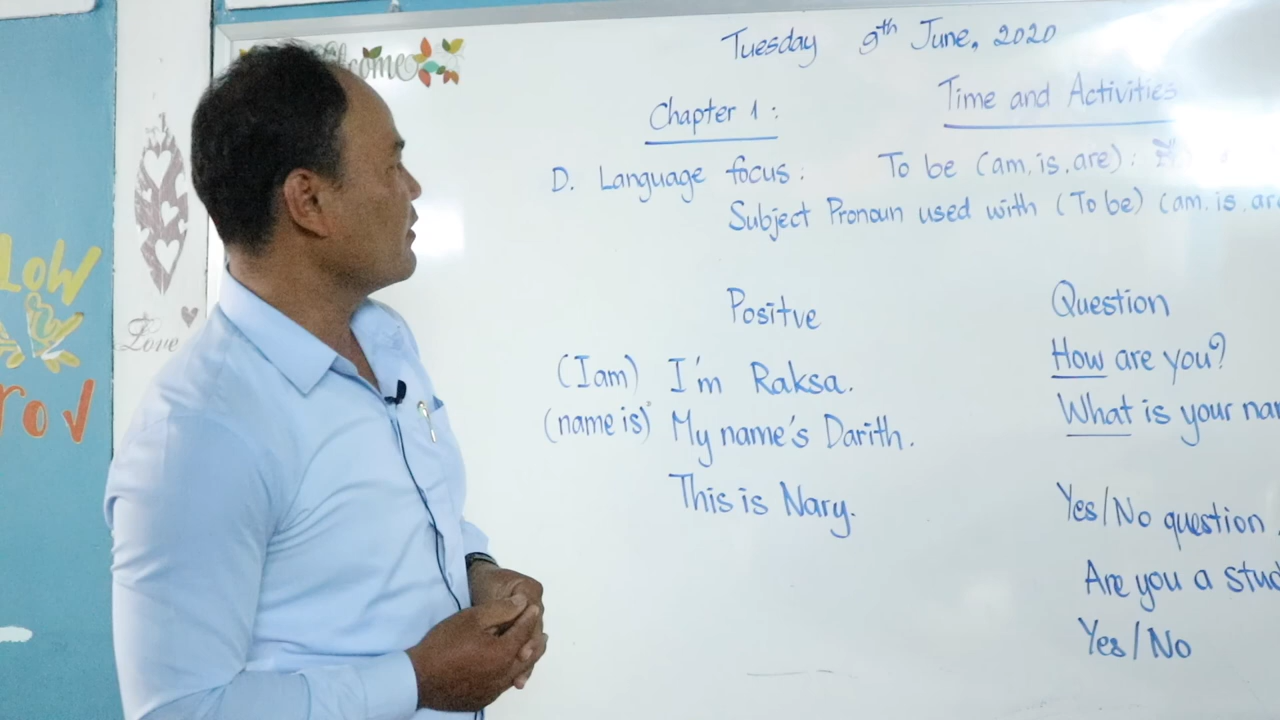 Welcome
Tuesday 9th June, 2020
Chapter 1: Time and Activities
D. Language focus: To be (am, is, are):
Subject Pronoun used with (To be) (am. is. are
Positve Question
(I am) I'm Raksa. How are you?
(name is) My name's Darith. What is your nam
This is Nary.
Yes/No question
Are you a stud
Yes/No
Love
LOW